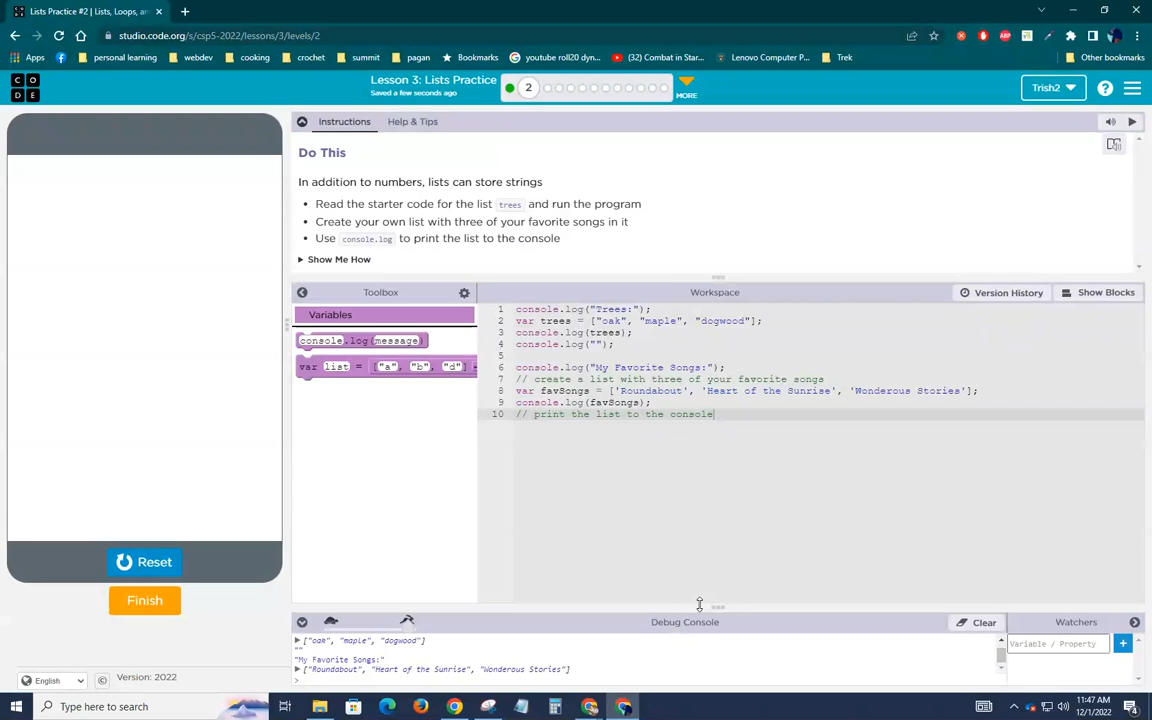 Lists Practice #2 | Lists, Loops, an
studio.code.org/s/csp5-2022/lessons/3/levels/2
Apps
personal learning
webdev
cooking
crochet
summit
pagan
Bookmarks
youtube roll20 dyn...
(32) Combat in Star...
Lenovo Computer P...
Trek
Other bookmarks
C O
D E
Lesson 3: Lists Practice
Saved a few seconds ago
2
MORE
Trish2
?
Instructions
Help & Tips
Do This
In addition to numbers, lists can store strings
• Read the starter code for the list trees and run the program
• Create your own list with three of your favorite songs in it
• Use console.log to print the list to the console
Show Me How
Toolbox
Workspace
Version History
Show Blocks
Variables
console.log(message)
var list = ["a", "b", "d"]
1 console.log("Trees:");
2 var trees = ["oak", "maple", "dogwood"];
3 console.log(trees);
4 console.log("");
5
6 console.log("My Favorite Songs:");
7 // create a list with three of your favorite songs
8 var favSongs = ['Roundabout', 'Heart of the Sunrise', 'Wonderous Stories'];
9 console.log(favSongs);
10 // print the list to the console
Reset
Finish
Debug Console
Clear
Watchers
["oak", "maple", "dogwood"]
""
"My Favorite Songs:"
["Roundabout", "Heart of the Sunrise", "Wonderous Stories"]
>
Variable / Property
+
English
©
Version: 2022
Type here to search
11:47 AM
12/1/2022
4